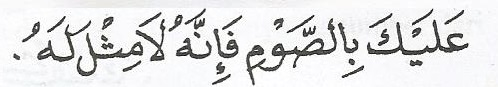 عَلَيْكَ بِالصَّوْمِ فَإِنَّهُ لَا مِثْلَ لَهُ .